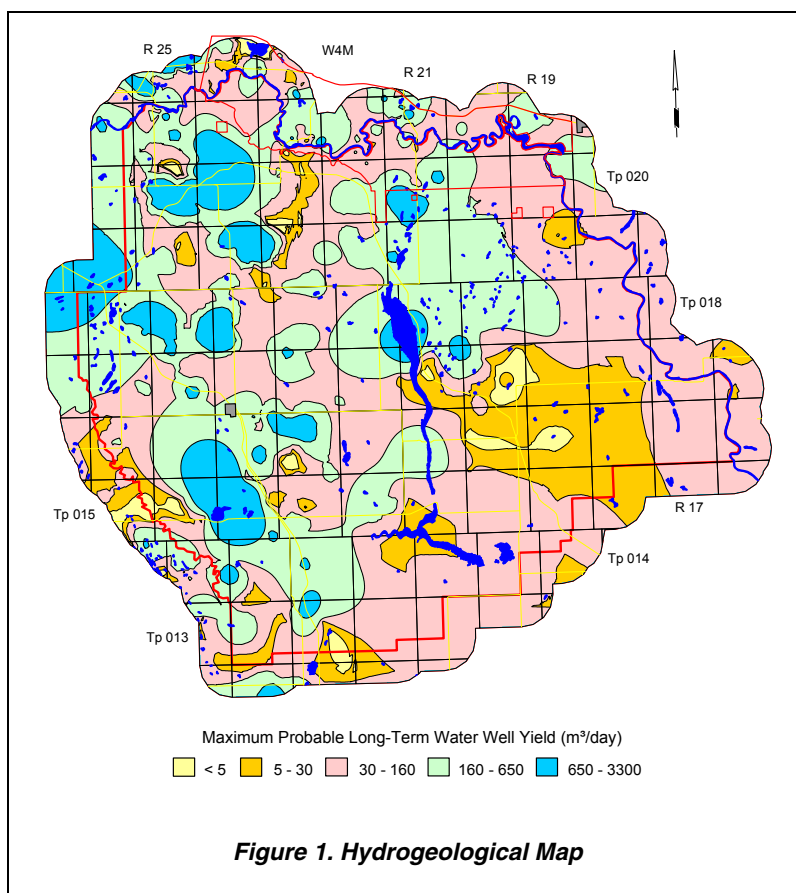 R 25
W4M
R 21
R 19
Tp 020
Tp 018
Tp 015
R 17
Tp 014
Tp 013
Maximum Probable Long-Term Water Well Yield (m³/day)
< 5
5 - 30
30 - 160
160 - 650
650 - 3300
Figure 1. Hydrogeological Map